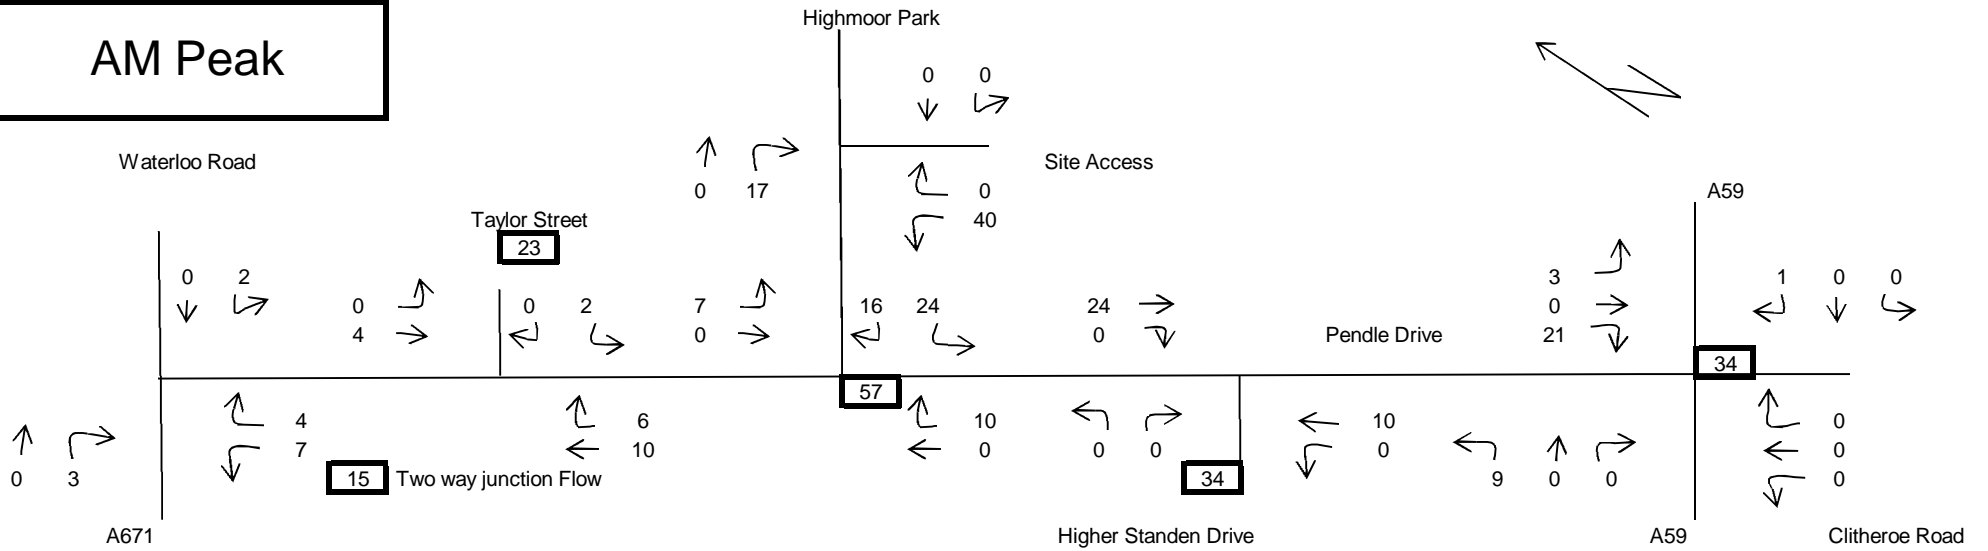 Highmoor Park
AM Peak
0 0
Waterloo Road
Site Access
0 17
0
A59
Taylor Street
40
23
0 2
3
1 0 0
0
0 2
7
16 24
24
0
4
0
0
Pendle Drive
21
34
57
4
6
10
10
0
7
10
0
0 0
0
0
0 3
15 Two way junction Flow
34
9 0 0
0
A671
Higher Standen Drive
A59
Clitheroe Road